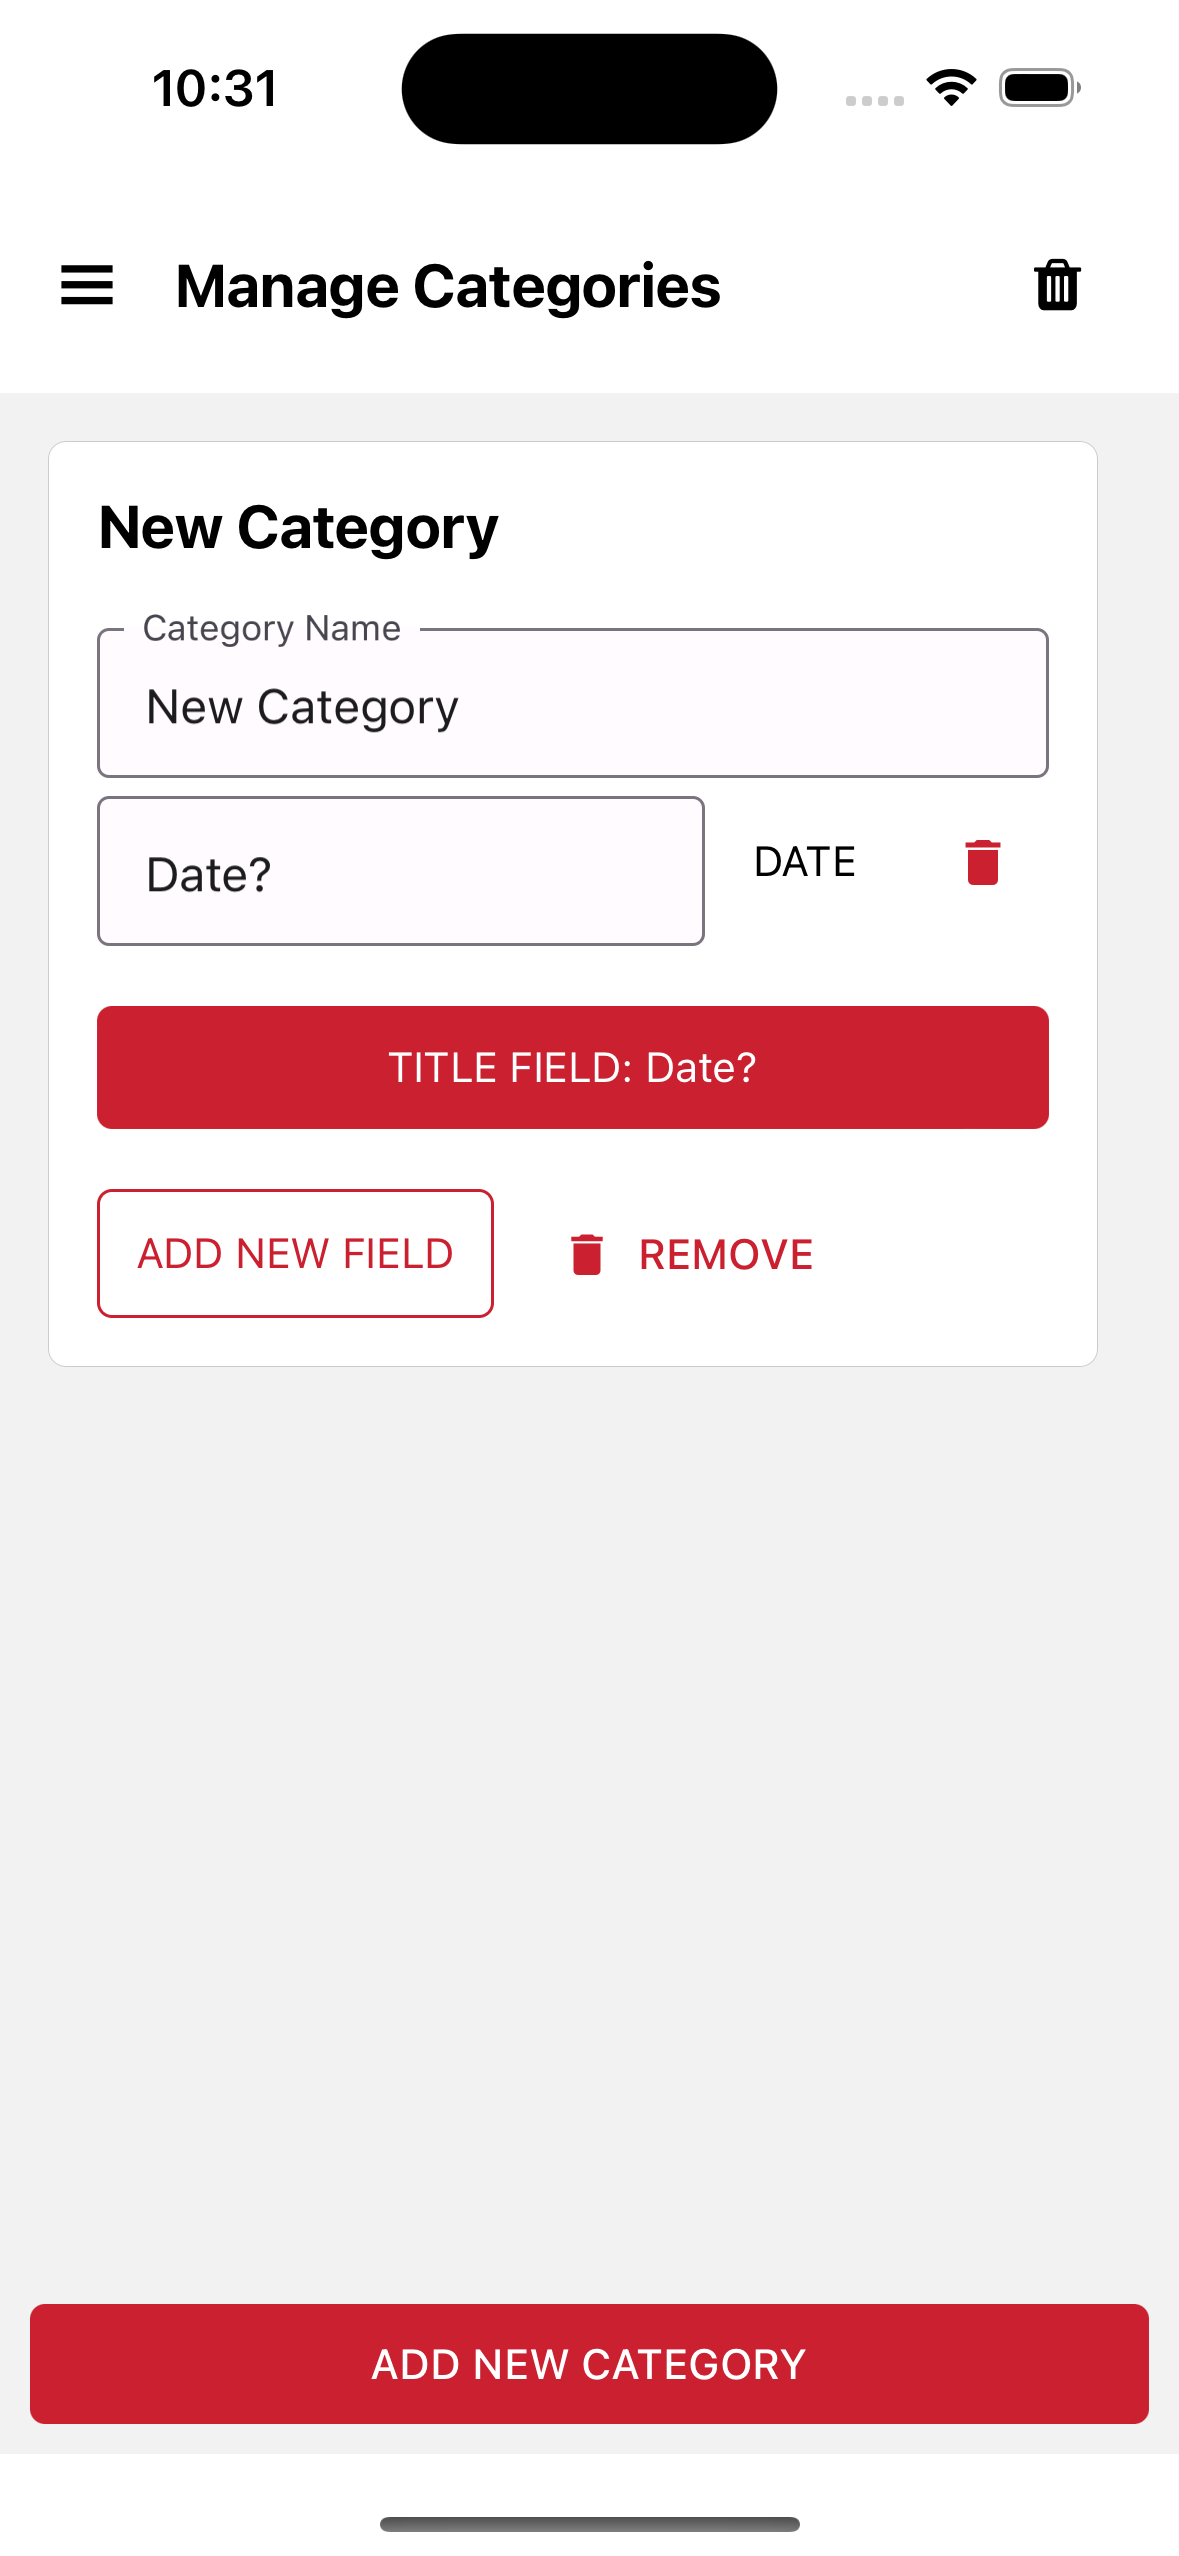 10:31
Manage Categories
New Category
Category Name
New Category
Date?
DATE
TITLE FIELD: Date?
ADD NEW FIELD
REMOVE
ADD NEW CATEGORY